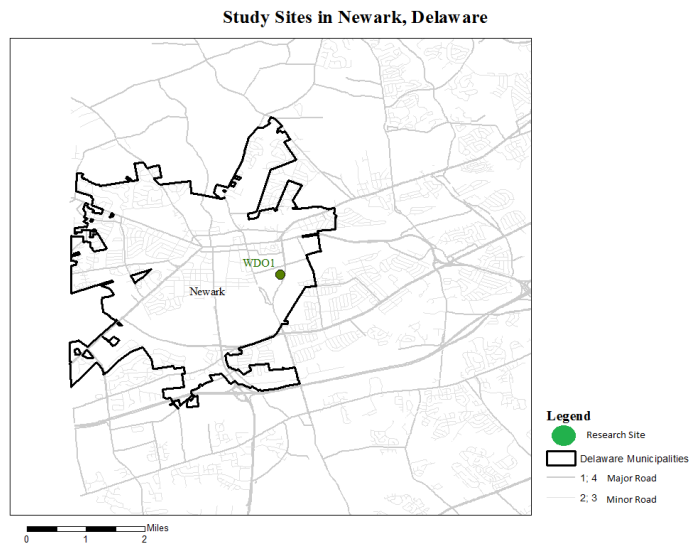 Study Sites in Newark, Delaware
WDO1
Newark
Legend
Research Site
Delaware Municipalities
1; 4 Major Road
2; 3 Minor Road
Miles
0 1 2